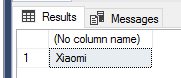 Results Messages
(No column name)
1 Xiaomi